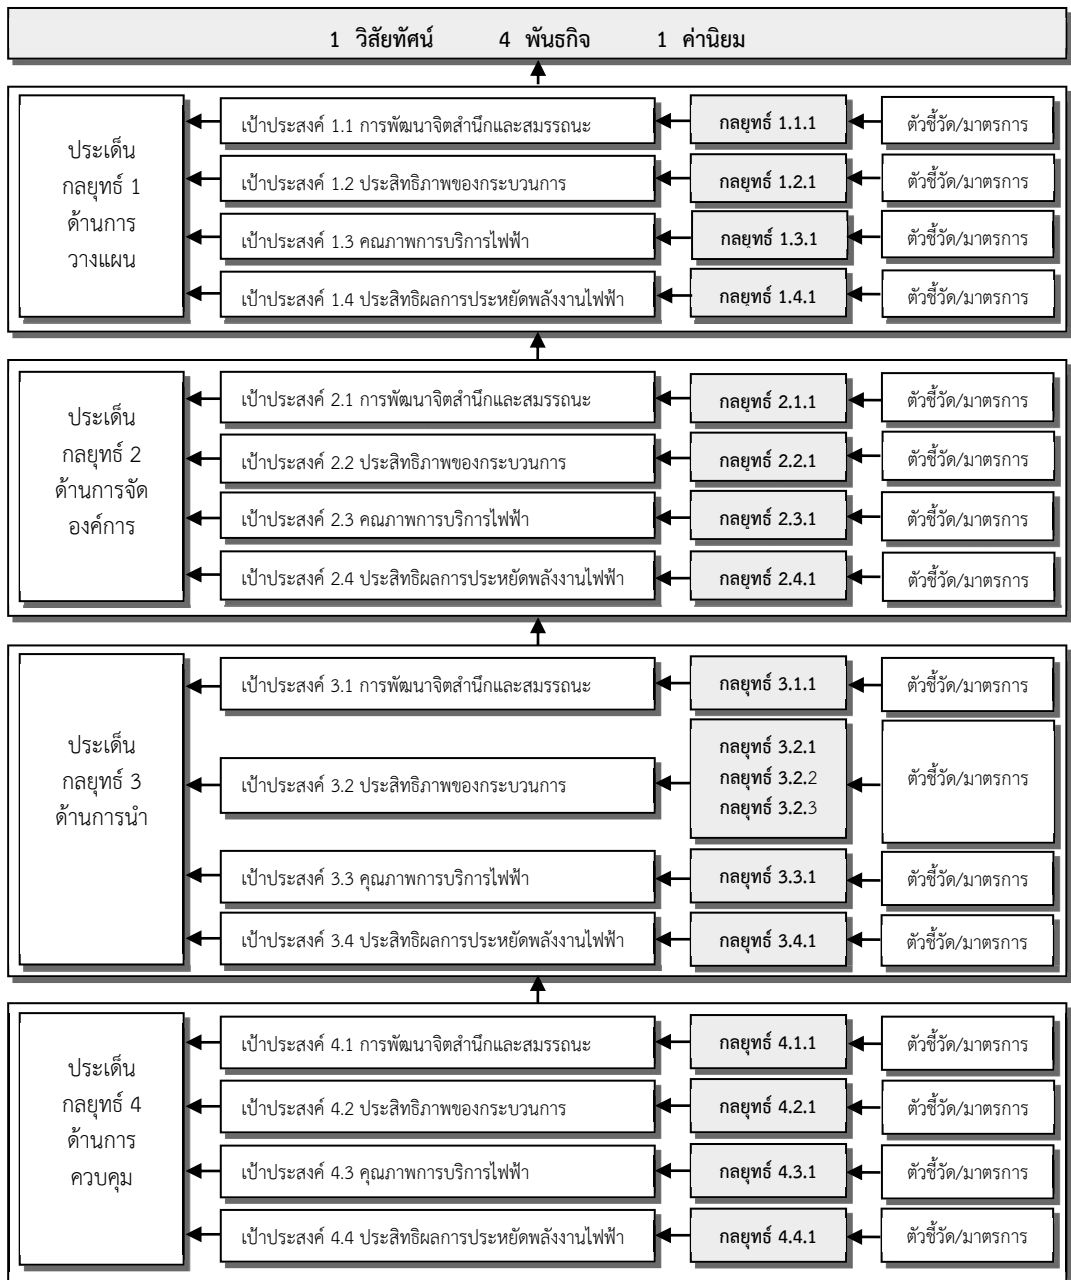 1 วิสัยทัศน์ 4 พันธกิจ 1 ค่านิยม
ประเด็น
กลยุทธ์ 1
ด้านการ
วางแผน
เป้าประสงค์ 1.1 การพัฒนาจิตสำนึกและสมรรถนะ
กลยุทธ์ 1.1.1
ตัวชี้วัด/มาตรการ
เป้าประสงค์ 1.2 ประสิทธิภาพของกระบวนการ
กลยุทธ์ 1.2.1
ตัวชี้วัด/มาตรการ
เป้าประสงค์ 1.3 คุณภาพการบริการไฟฟ้า
กลยุทธ์ 1.3.1
ตัวชี้วัด/มาตรการ
เป้าประสงค์ 1.4 ประสิทธิผลการประหยัดพลังงานไฟฟ้า
กลยุทธ์ 1.4.1
ตัวชี้วัด/มาตรการ
ประเด็น
กลยุทธ์ 2
ด้านการจัด
องค์การ
เป้าประสงค์ 2.1 การพัฒนาจิตสำนึกและสมรรถนะ
กลยุทธ์ 2.1.1
ตัวชี้วัด/มาตรการ
เป้าประสงค์ 2.2 ประสิทธิภาพของกระบวนการ
กลยุทธ์ 2.2.1
ตัวชี้วัด/มาตรการ
เป้าประสงค์ 2.3 คุณภาพการบริการไฟฟ้า
กลยุทธ์ 2.3.1
ตัวชี้วัด/มาตรการ
เป้าประสงค์ 2.4 ประสิทธิผลการประหยัดพลังงานไฟฟ้า
กลยุทธ์ 2.4.1
ตัวชี้วัด/มาตรการ
ประเด็น
กลยุทธ์ 3
ด้านการนำ
เป้าประสงค์ 3.1 การพัฒนาจิตสำนึกและสมรรถนะ
กลยุทธ์ 3.1.1
ตัวชี้วัด/มาตรการ
เป้าประสงค์ 3.2 ประสิทธิภาพของกระบวนการ
กลยุทธ์ 3.2.1
กลยุทธ์ 3.2.2
กลยุทธ์ 3.2.3
ตัวชี้วัด/มาตรการ
เป้าประสงค์ 3.3 คุณภาพการบริการไฟฟ้า
กลยุทธ์ 3.3.1
ตัวชี้วัด/มาตรการ
เป้าประสงค์ 3.4 ประสิทธิผลการประหยัดพลังงานไฟฟ้า
กลยุทธ์ 3.4.1
ตัวชี้วัด/มาตรการ
ประเด็น
กลยุทธ์ 4
ด้านการ
ควบคุม
เป้าประสงค์ 4.1 การพัฒนาจิตสำนึกและสมรรถนะ
กลยุทธ์ 4.1.1
ตัวชี้วัด/มาตรการ
เป้าประสงค์ 4.2 ประสิทธิภาพของกระบวนการ
กลยุทธ์ 4.2.1
ตัวชี้วัด/มาตรการ
เป้าประสงค์ 4.3 คุณภาพการบริการไฟฟ้า
กลยุทธ์ 4.3.1
ตัวชี้วัด/มาตรการ
เป้าประสงค์ 4.4 ประสิทธิผลการประหยัดพลังงานไฟฟ้า
กลยุทธ์ 4.4.1
ตัวชี้วัด/มาตรการ